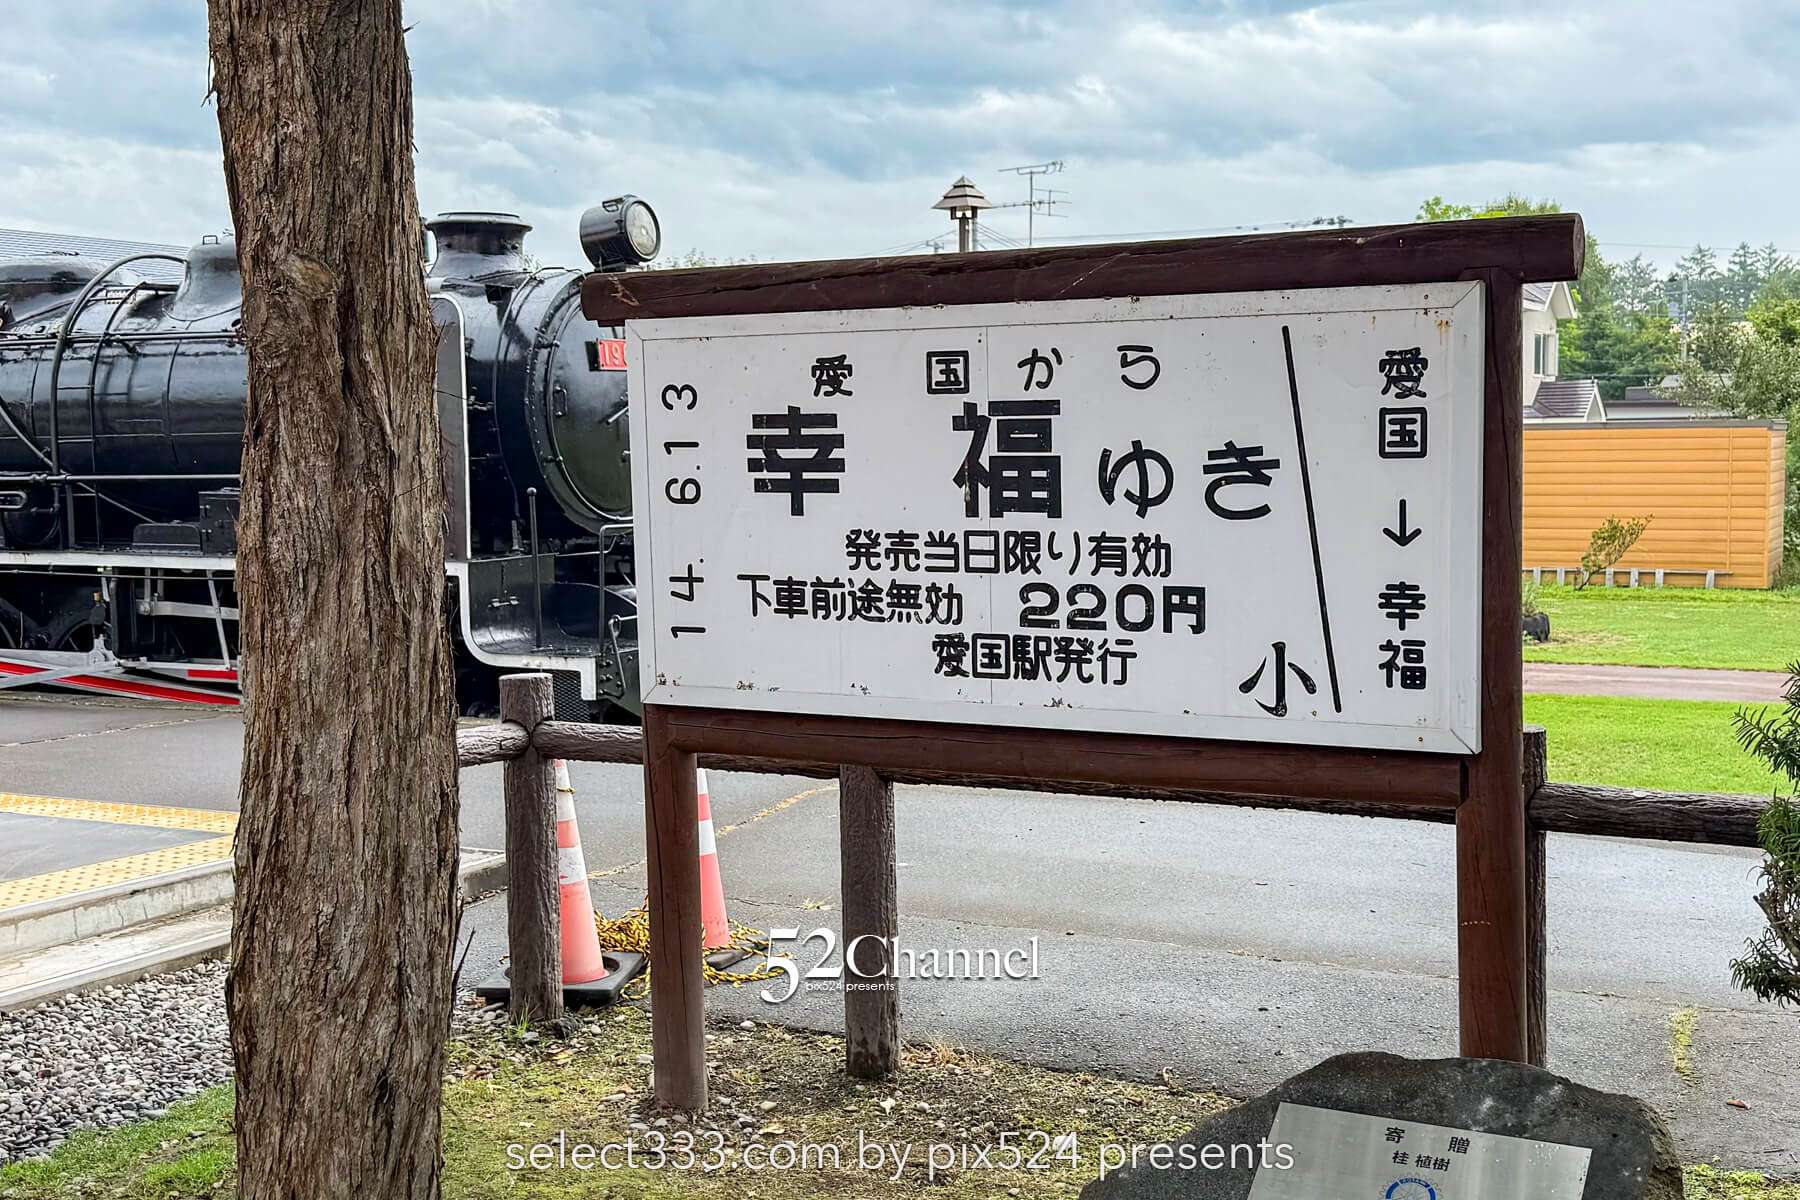 愛国から
幸福ゆき
発売当日限り有効
下車前途無効 220円
愛国駅発行
小
愛国→幸福
14. 6.13
52Channel
pix524 presents
寄贈
桂植樹
select333.com by pix524 presents